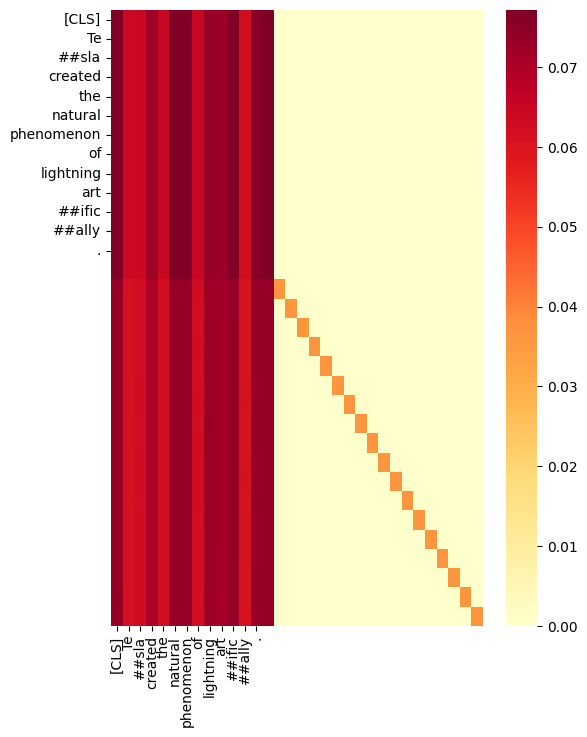 [CLS]
Te
##sla
created
the
natural
phenomenon
of
lightning
art
##ific
##ally
.
0.07
0.06
0.05
0.04
0.03
0.02
0.01
0.00
[CLS]
Te
##sla
created
the
natural
phenomenon
of
lightning
art
##ific
##ally
.